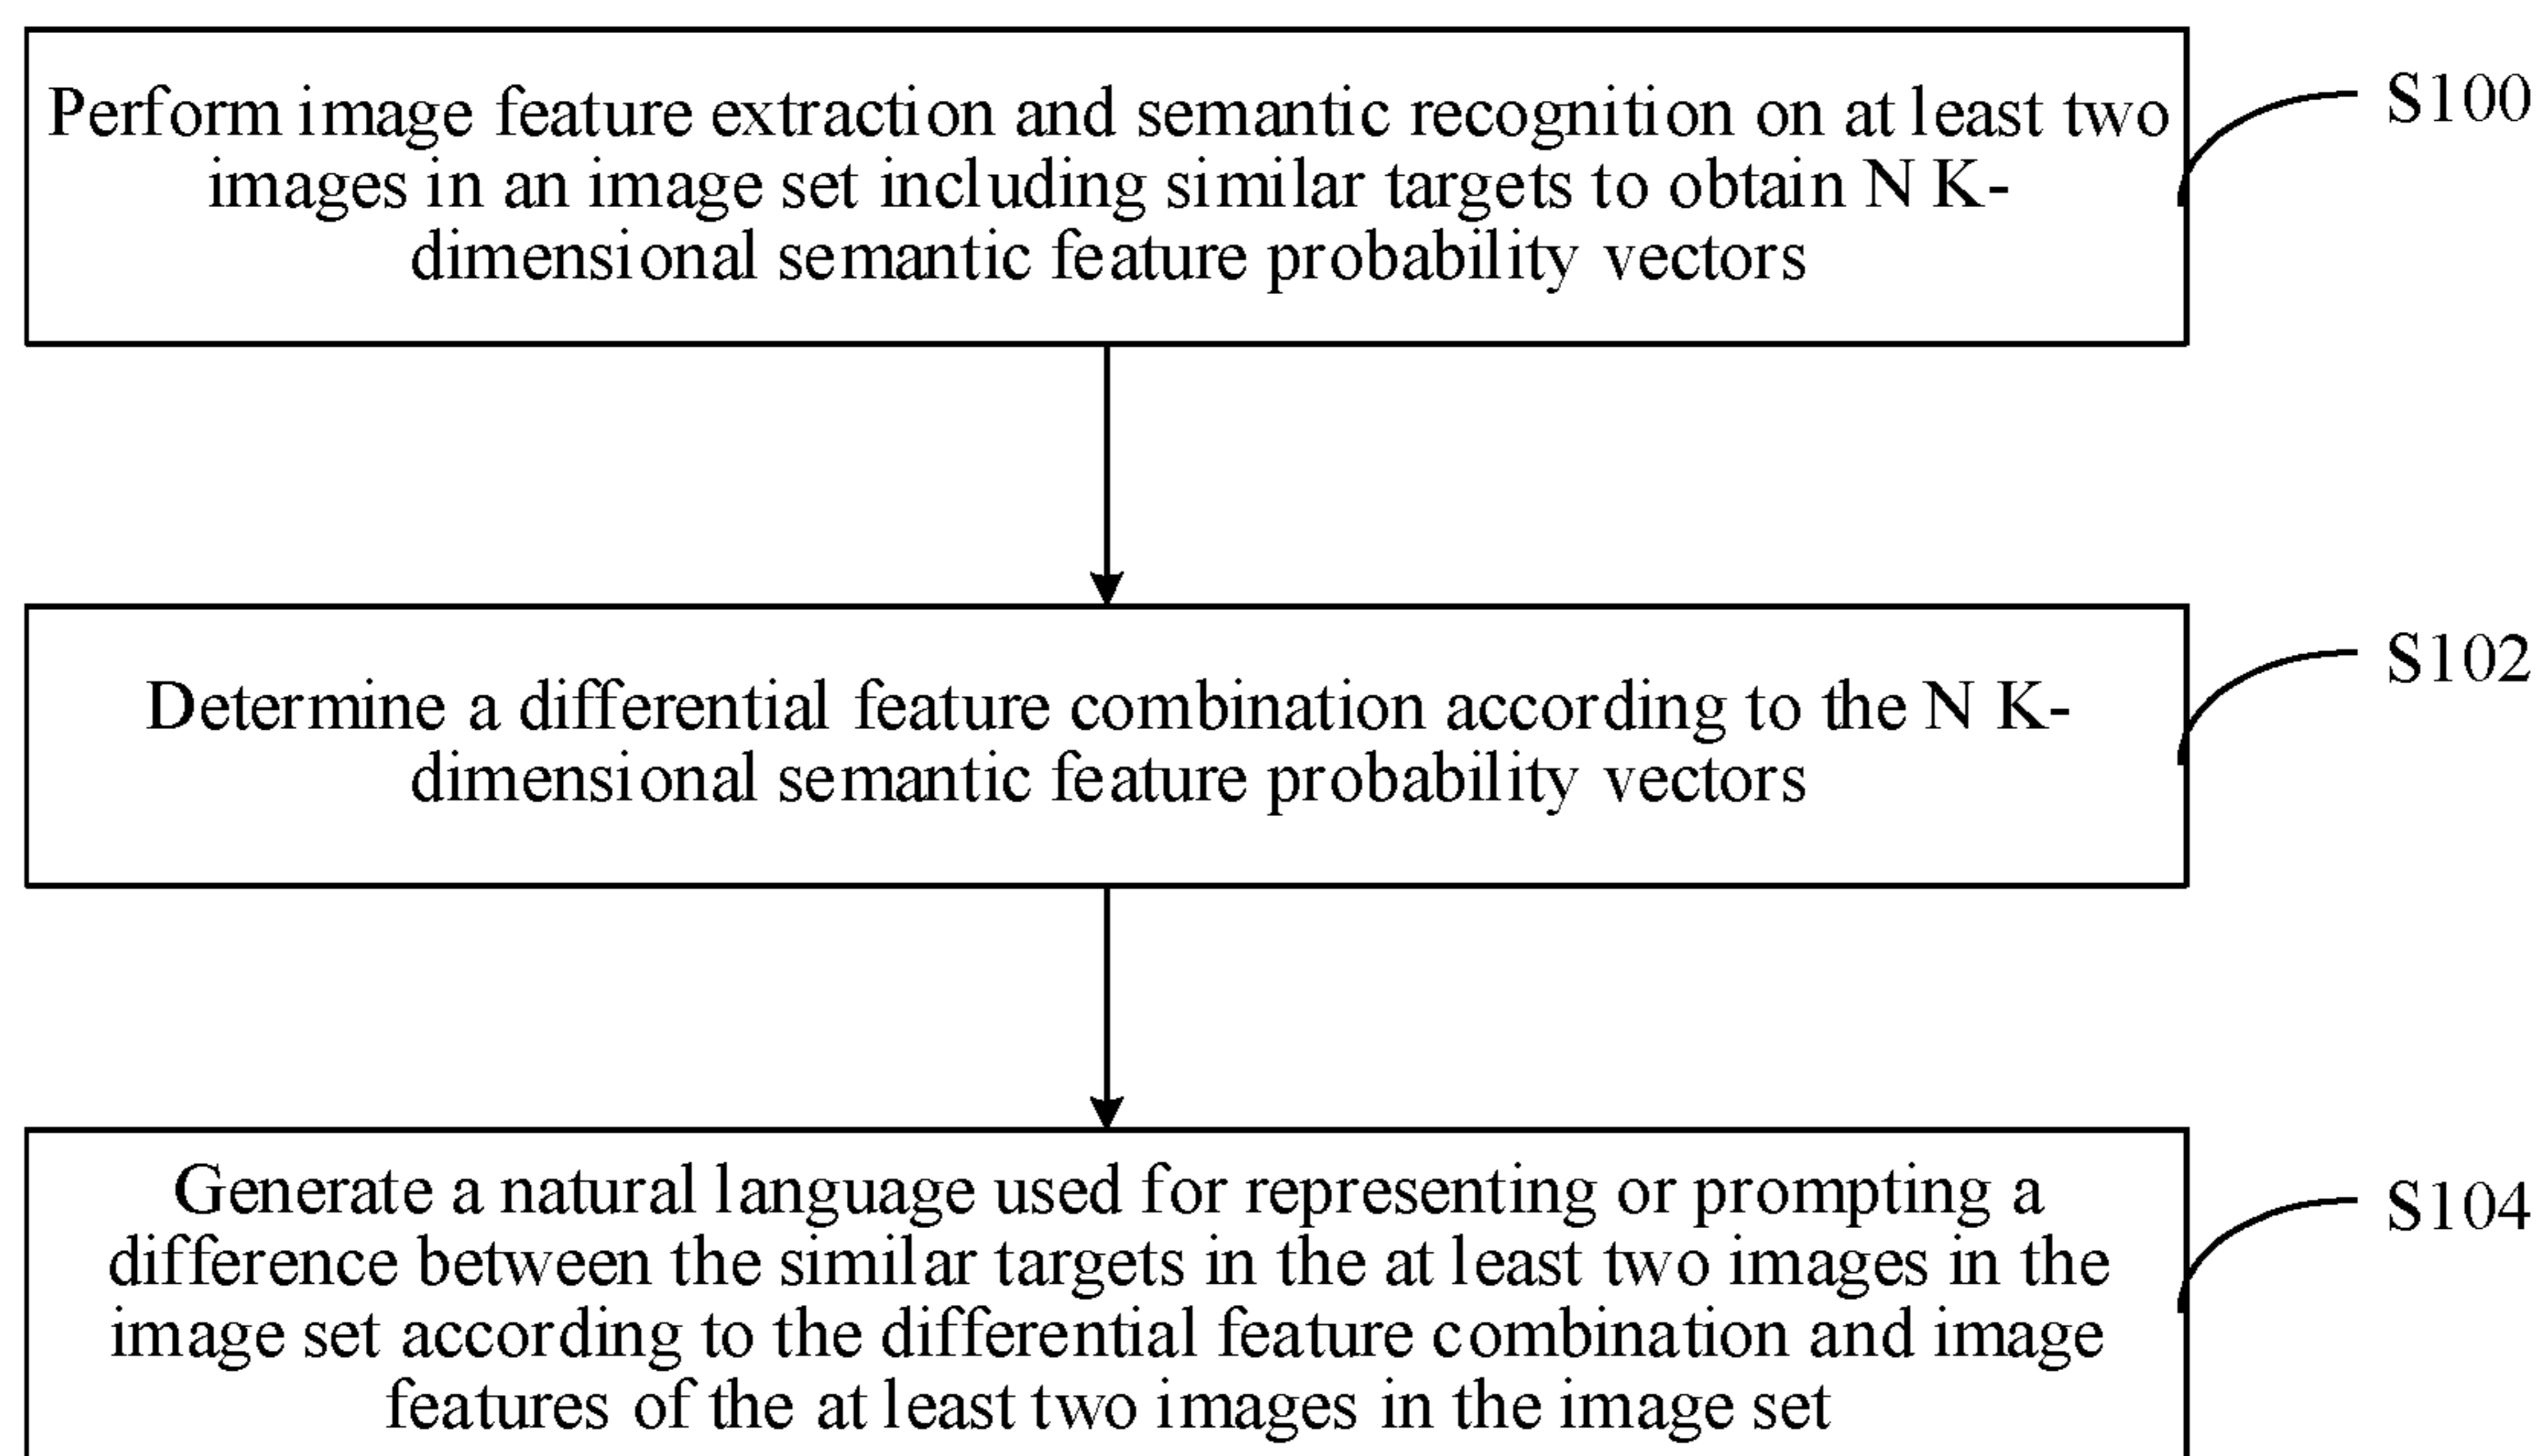 Perform image feature extraction and semantic recognition on at least two
images in an image set including similar targets to obtain N K-
dimensional semantic feature probability vectors
S100
Determine a differential feature combination according to the N K-
dimensional semantic feature probability vectors
S102
Generate a natural language used for representing or prompting a
difference between the similar targets in the at least two images in the
image set according to the differential feature combination and image
features of the at least two images in the image set
S104